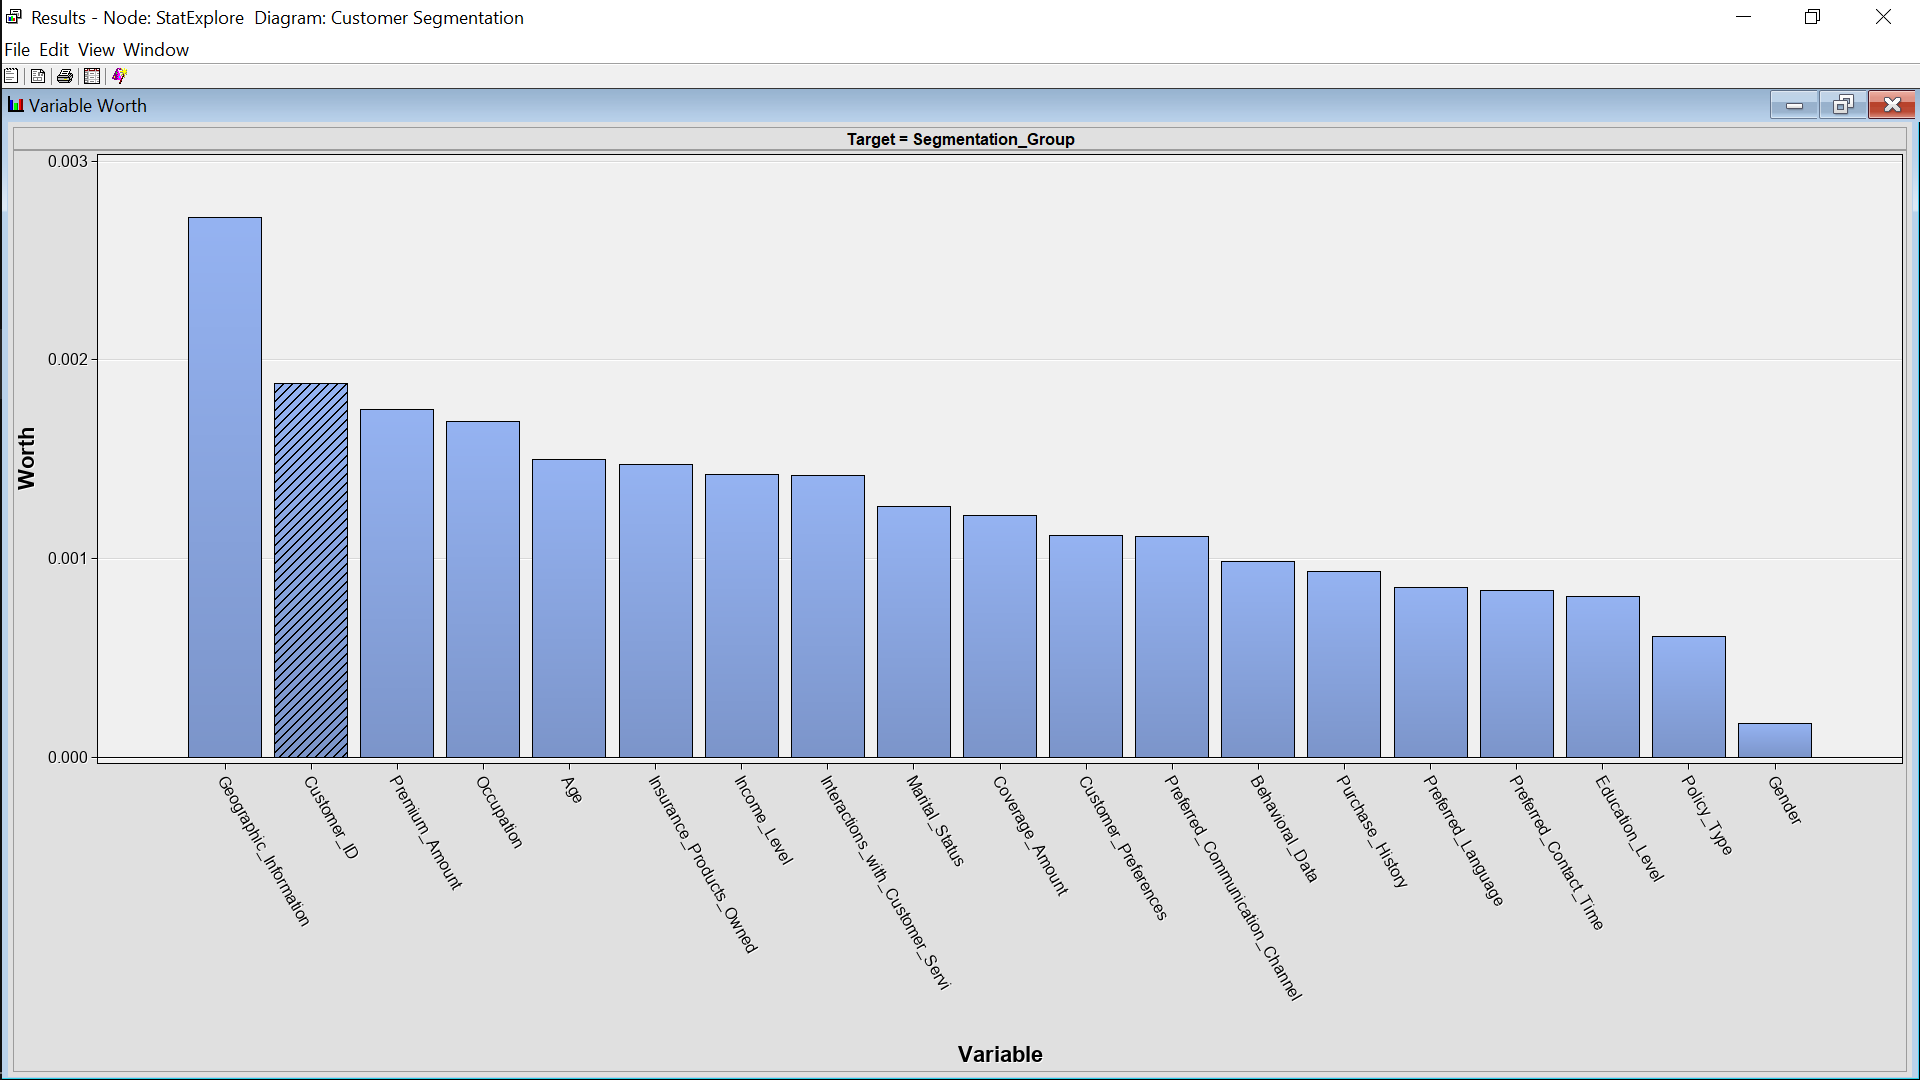 Results - Node: StatExplore Diagram: Customer Segmentation
File Edit View Window
Variable Worth
Target = Segmentation_Group
0.003
0.002
0.001
0.000
Worth
Geographic_Information
Customer_ID
Premium_Amount
Occupation
Age
Insurance_Products_Owned
Income_Level
Interactions_with_Customer_Servi
Marital_Status
Coverage_Amount
Customer_Preferences
Preferred_Communication_Channel
Behavioral_Data
Purchase_History
Preferred_Language
Preferred_Contact_Time
Education_Level
Policy_Type
Gender
Variable